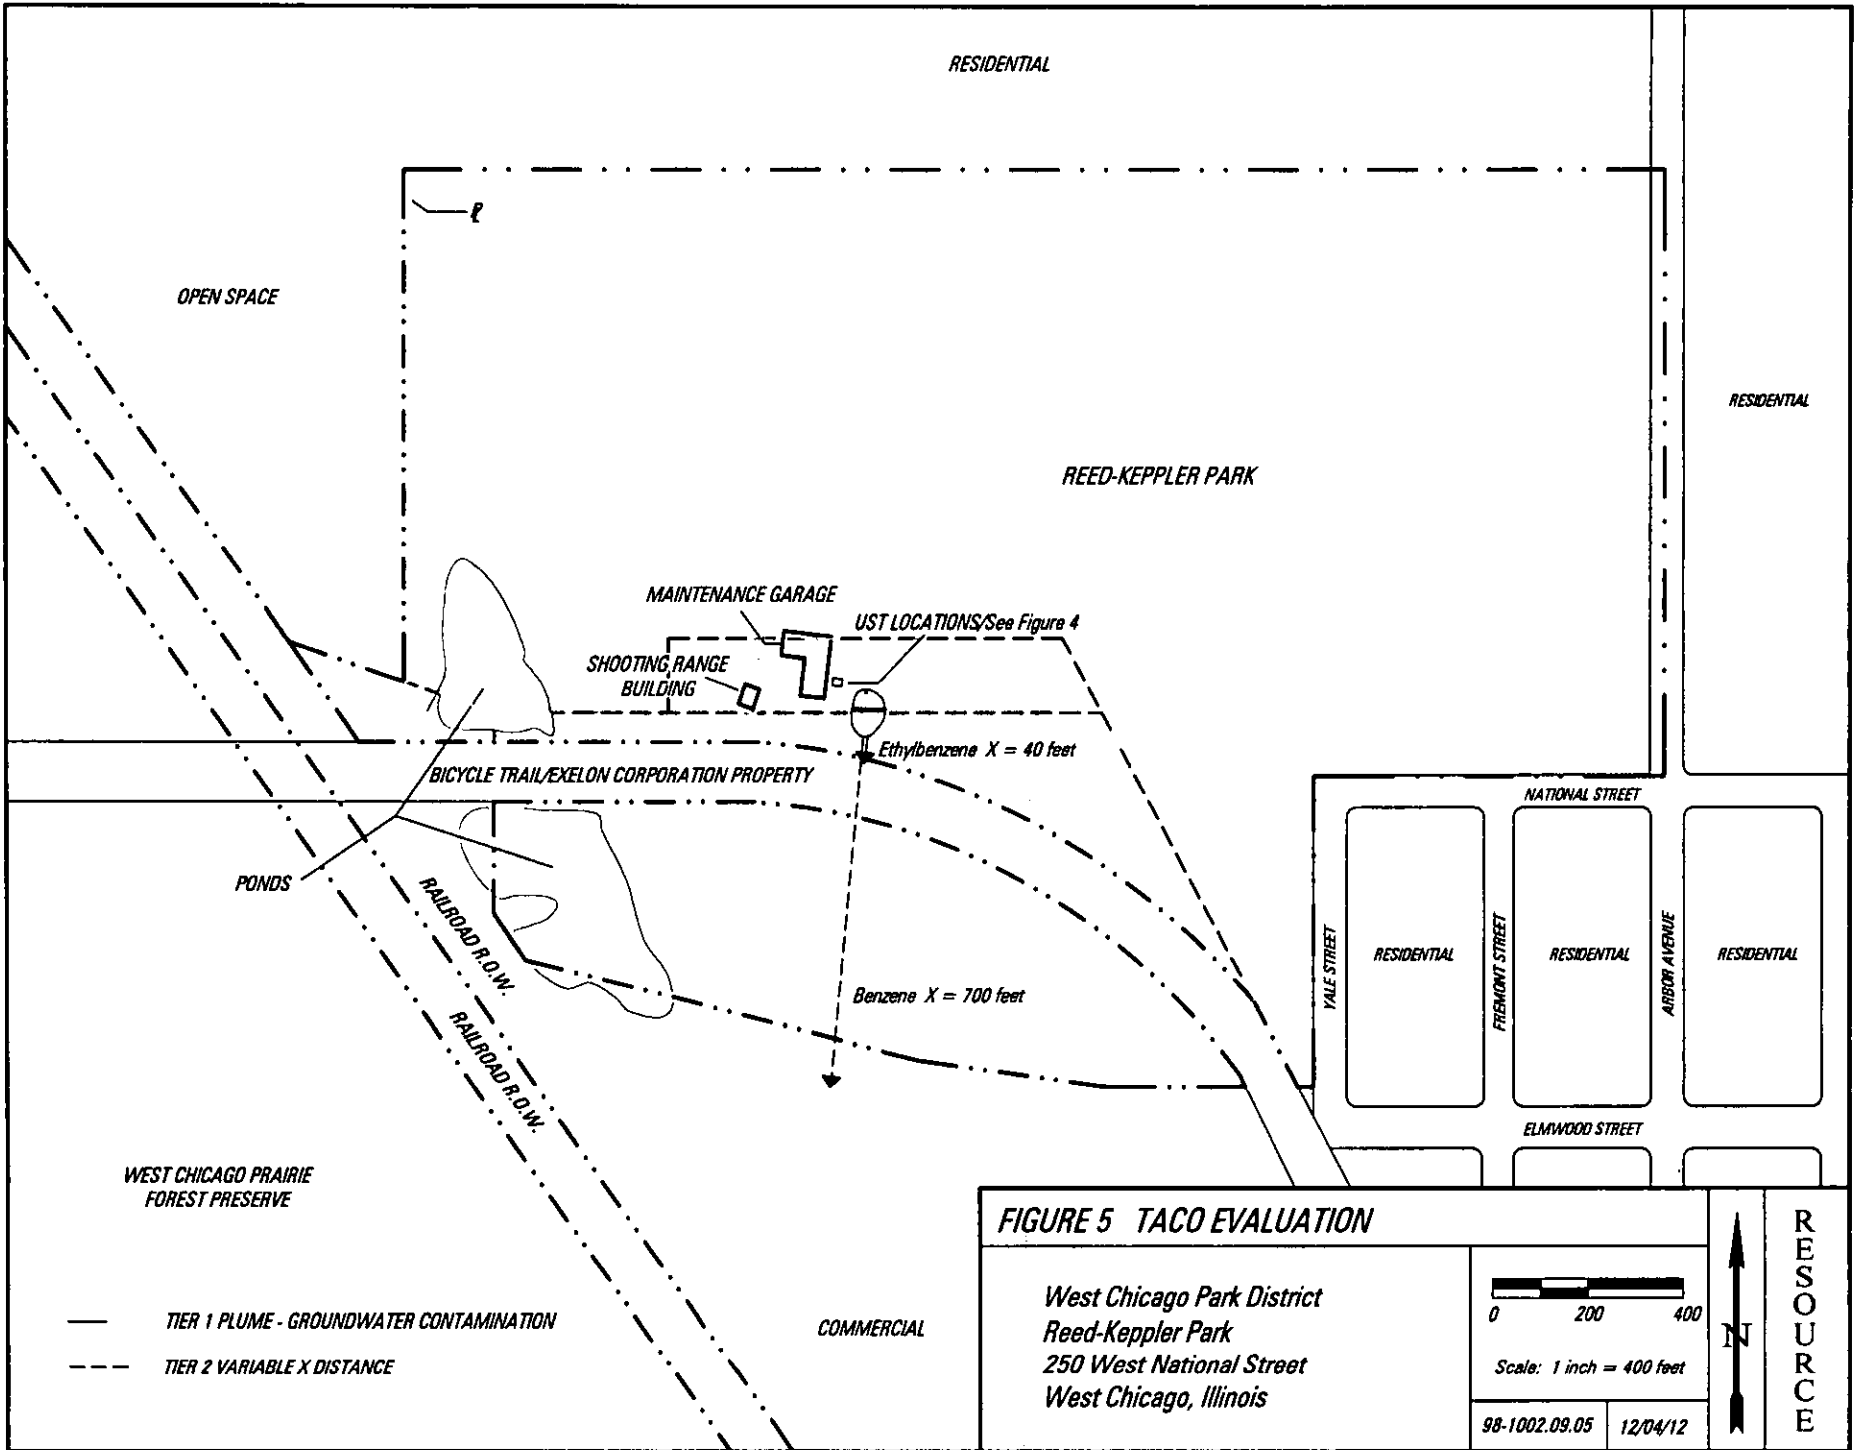 RESIDENTIAL
OPEN SPACE
RESIDENTIAL
REED-KEPPLER PARK
MAINTENANCE GARAGE
UST LOCATIONS/See Figure 4
SHOOTING RANGE
BUILDING
Ethylbenzene X = 40 feet
BICYCLE TRAIL/EXELON CORPORATION PROPERTY
NATIONAL STREET
PONDS
RAILROAD R.O.W.
RAILROAD R.O.W.
Benzene X = 700 feet
YALE STREET
RESIDENTIAL
FREMONT STREET
RESIDENTIAL
ARBOR AVENUE
RESIDENTIAL
ELMWOOD STREET
WEST CHICAGO PRAIRIE
FOREST PRESERVE
TIER 1 PLUME - GROUNDWATER CONTAMINATION
TIER 2 VARIABLE X DISTANCE
COMMERCIAL
FIGURE 5 TACO EVALUATION
West Chicago Park District
Reed-Keppler Park
250 West National Street
West Chicago, Illinois
0 200 400
Scale: 1 inch = 400 feet
98-1002.09.05 12/04/12
N
RESOURCE